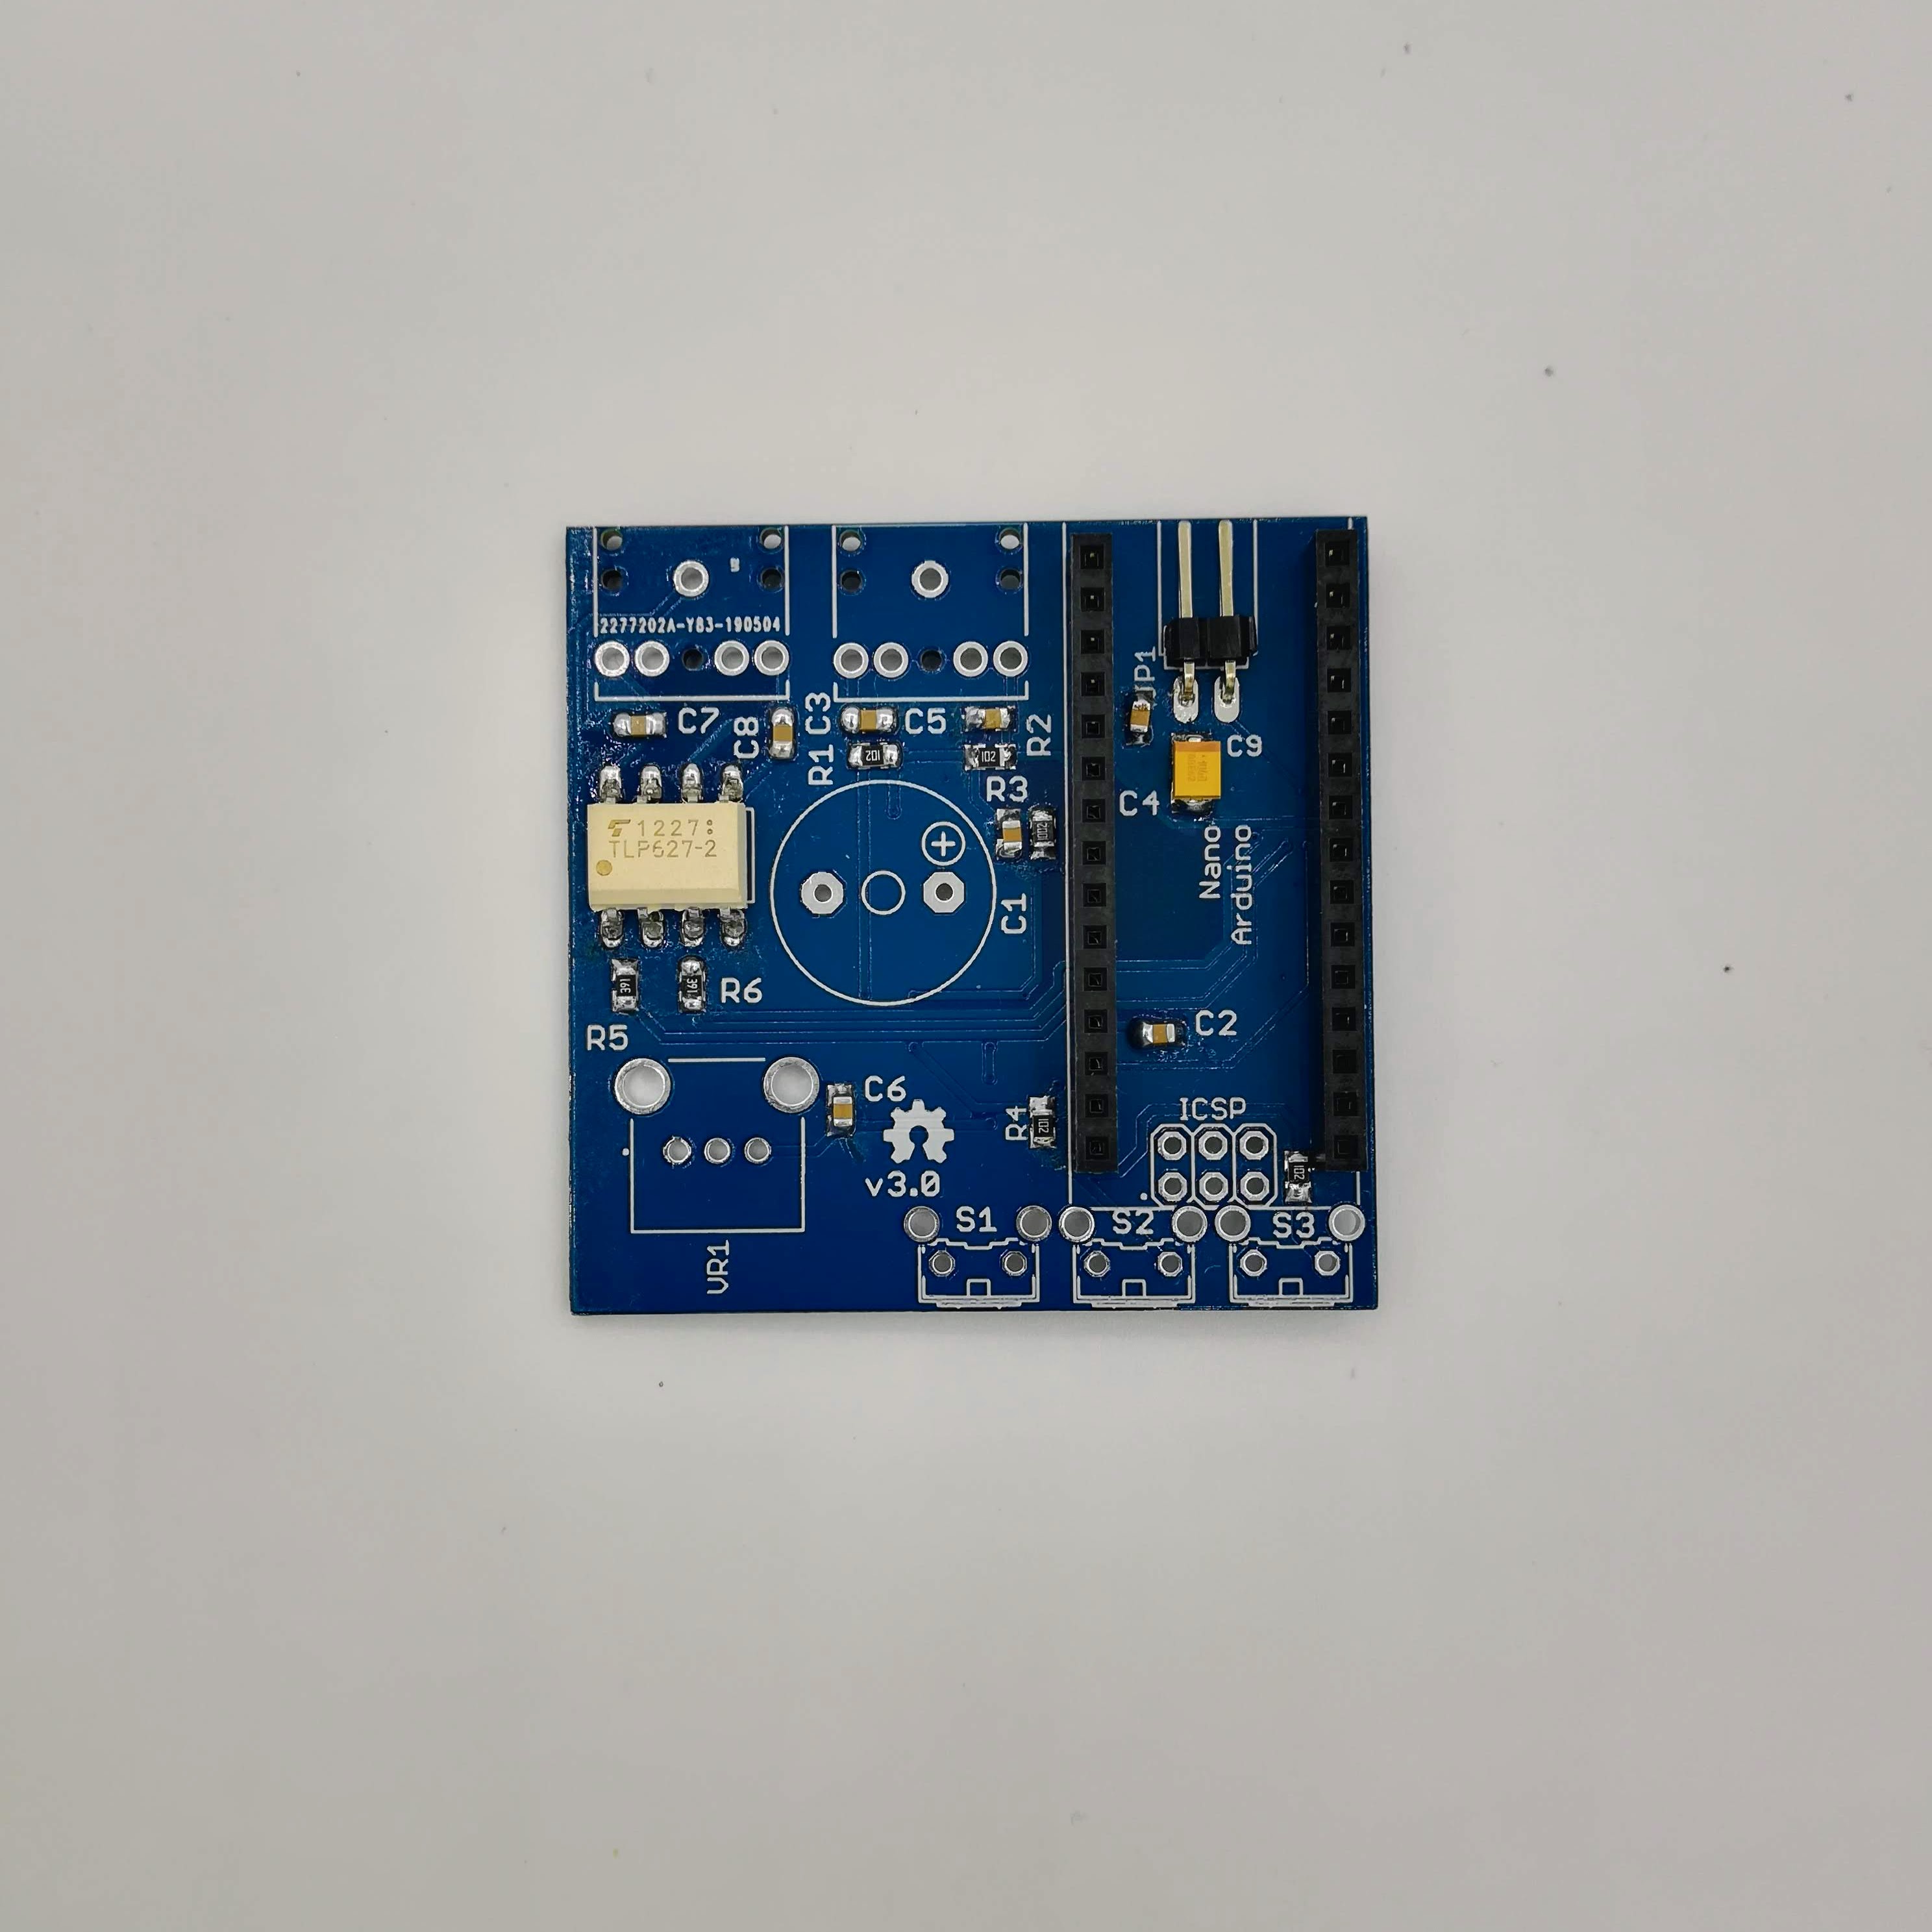 2277202A-Y83-190504
JP1
C7
C8
C3
C5
R2
R1
102
102
R3
C9
C4
1002
1227
TLP627-2
Nano
Arduino
C1
391
391
R6
R5
C2
C6
R4
102
ICSP
102
v3.0
S1
S2
S3
VR1